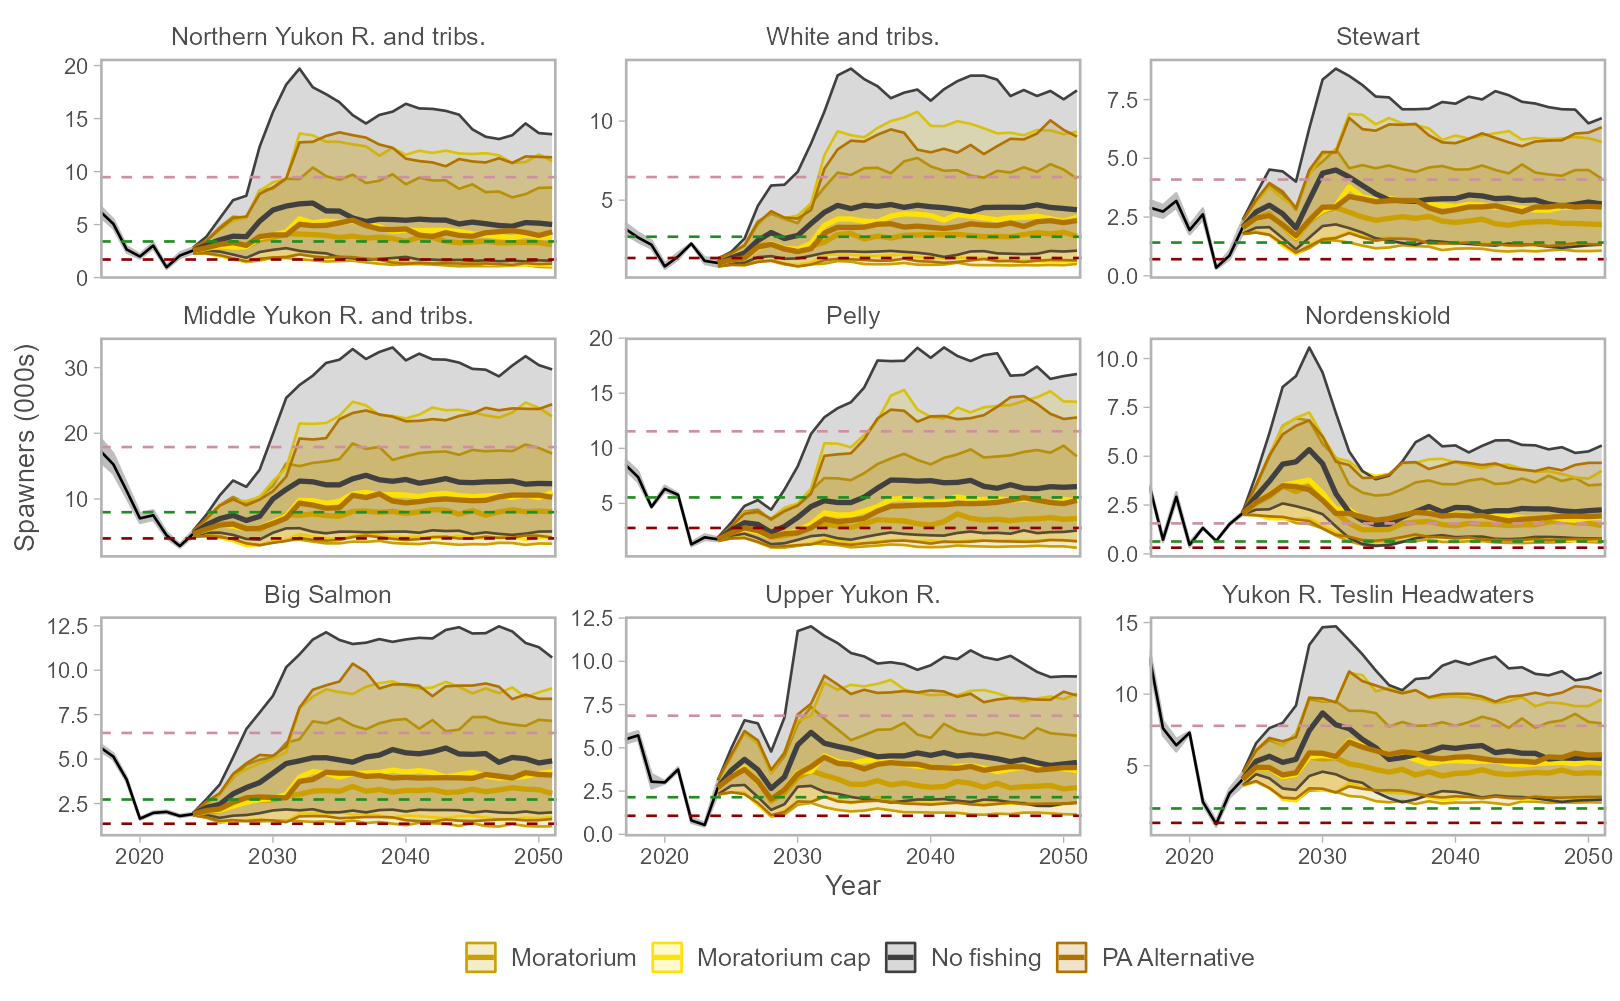 Northern Yukon R. and tribs.
White and tribs.
Stewart
20
15
10
5
0
10
5
7.5
5.0
2.5
0.0
Middle Yukon R. and tribs.
Pelly
Nordenskiold
Spawners (000s)
30
20
10
20
15
10
5
10.0
7.5
5.0
2.5
0.0
Big Salmon
Upper Yukon R.
Yukon R. Teslin Headwaters
12.5
10.0
7.5
5.0
2.5
12.5
10.0
7.5
5.0
2.5
0.0
15
10
5
2020 2030 2040 2050
2020 2030 2040 2050
2020 2030 2040 2050
Year
Moratorium Moratorium cap No fishing PA Alternative